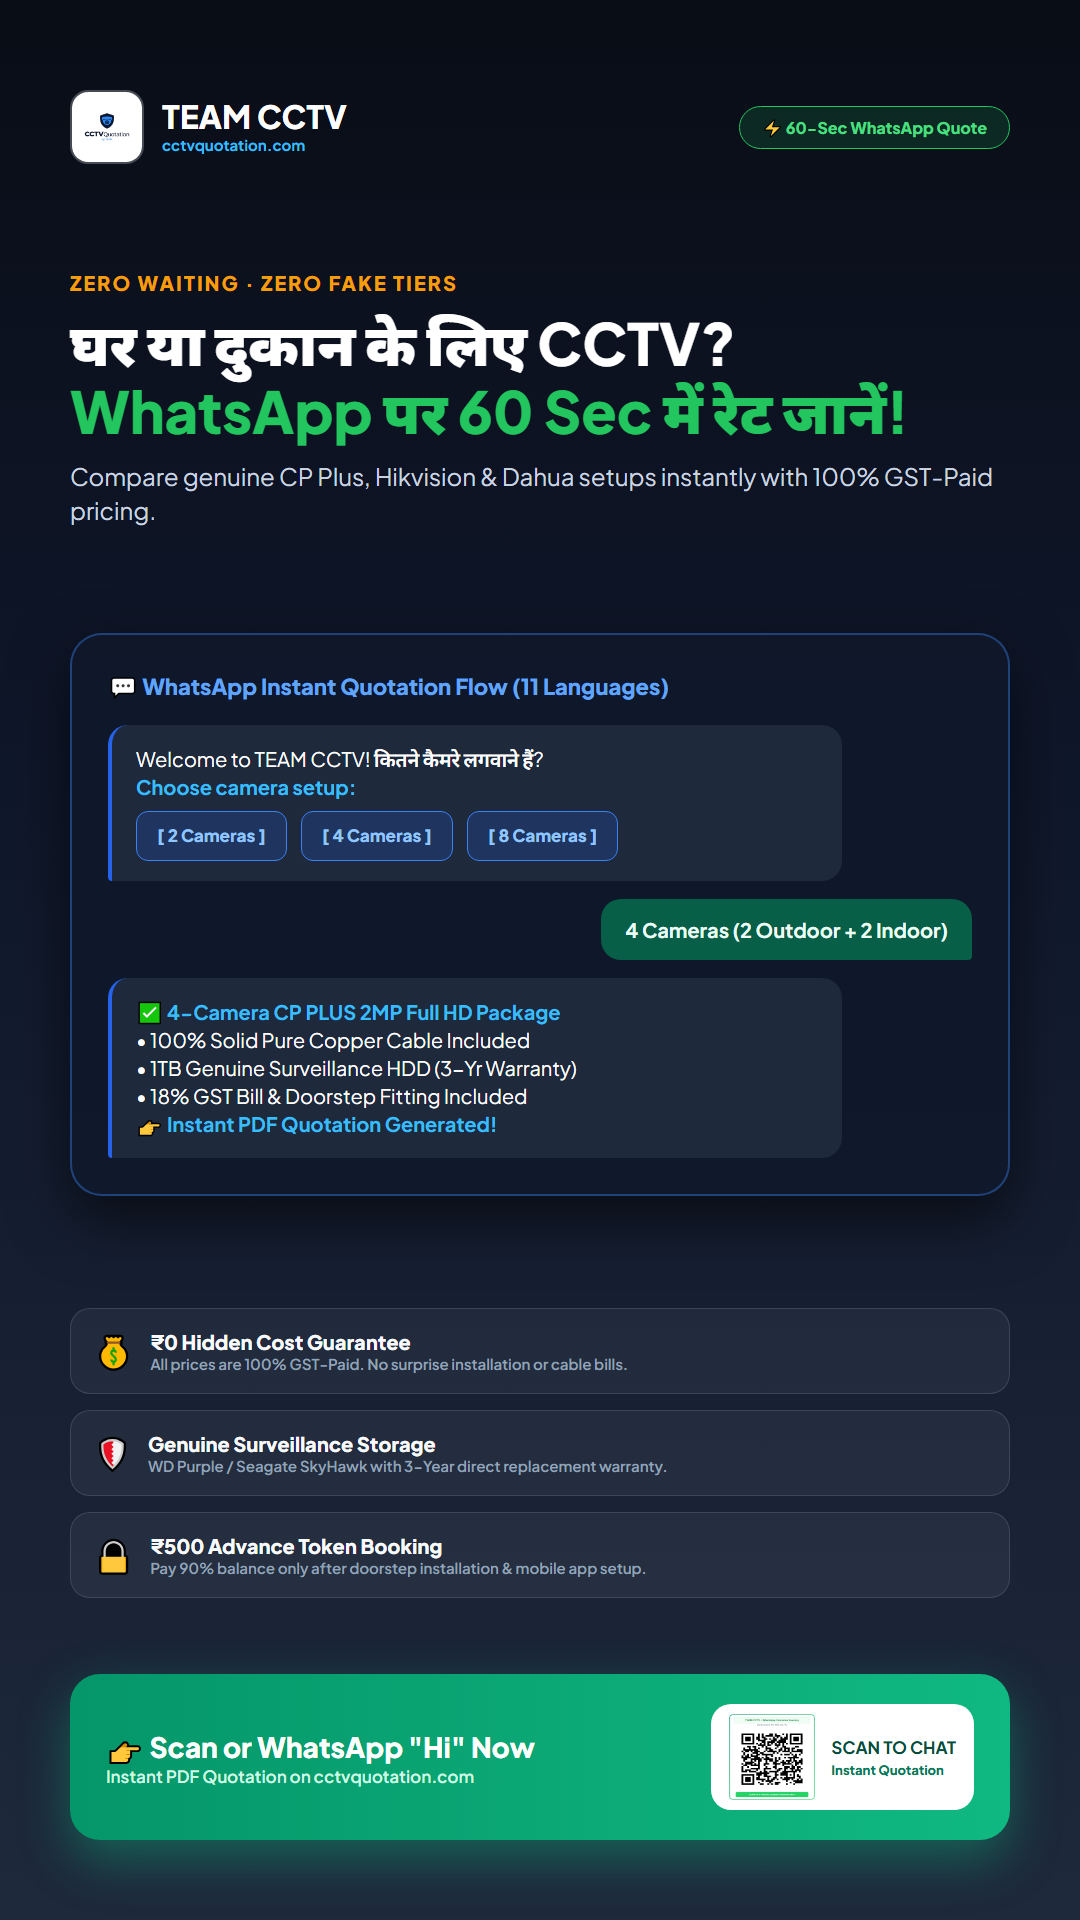 CCTVQuotation
TEAM CCTV
cctvquotation.com
⚡ 60-Sec WhatsApp Quote
ZERO WAITING · ZERO FAKE TIERS
घर या दुकान के लिए CCTV?
WhatsApp पर 60 Sec में रेट जानें!
Compare genuine CP Plus, Hikvision & Dahua setups instantly with 100% GST-Paid
pricing.
💬 WhatsApp Instant Quotation Flow (11 Languages)
Welcome to TEAM CCTV! कितने कैमरे लगवाने हैं?
Choose camera setup:
[ 2 Cameras ] [ 4 Cameras ] [ 8 Cameras ]
4 Cameras (2 Outdoor + 2 Indoor)
✅ 4-Camera CP PLUS 2MP Full HD Package
• 100% Solid Pure Copper Cable Included
• 1TB Genuine Surveillance HDD (3-Yr Warranty)
• 18% GST Bill & Doorstep Fitting Included
👉 Instant PDF Quotation Generated!
₹0 Hidden Cost Guarantee
All prices are 100% GST-Paid. No surprise installation or cable bills.
Genuine Surveillance Storage
WD Purple / Seagate SkyHawk with 3-Year direct replacement warranty.
₹500 Advance Token Booking
Pay 90% balance only after doorstep installation & mobile app setup.
👉 Scan or WhatsApp "Hi" Now
Instant PDF Quotation on cctvquotation.com
SCAN TO CHAT
Instant Quotation